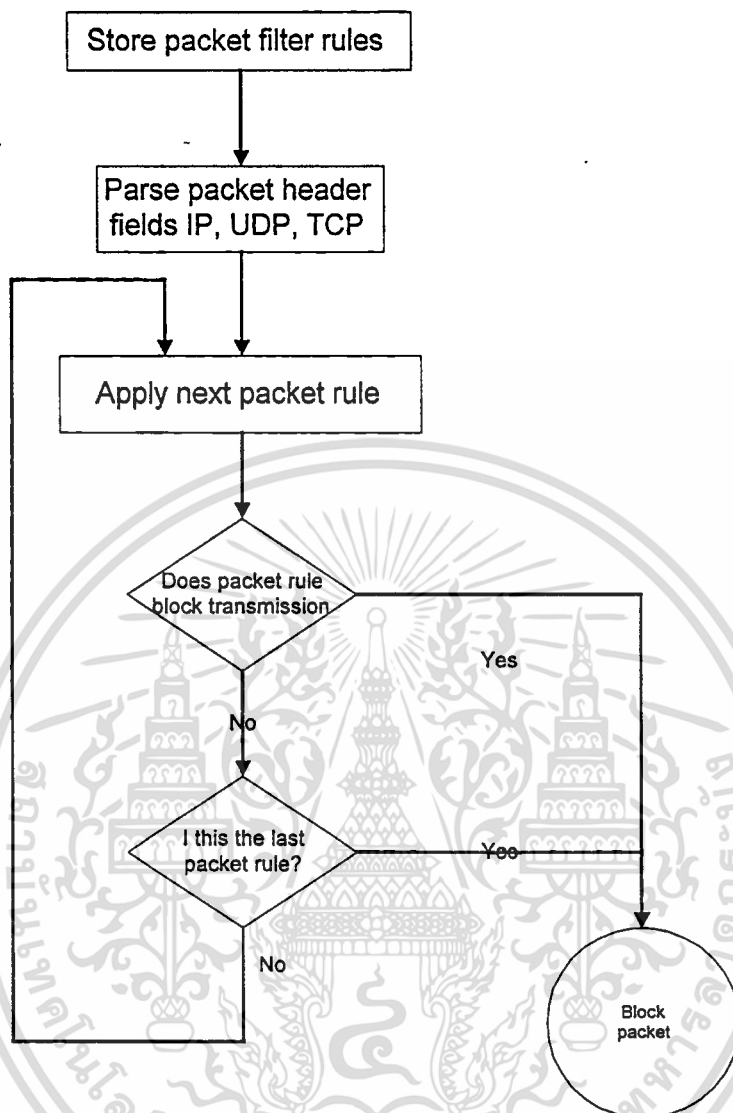 Store packet filter rules
Parse packet header
fields IP, UDP, TCP
Apply next packet rule
Does packet rule
block transmission
Yes
No
I this the last
packet rule?
Yes
No
Block
packet